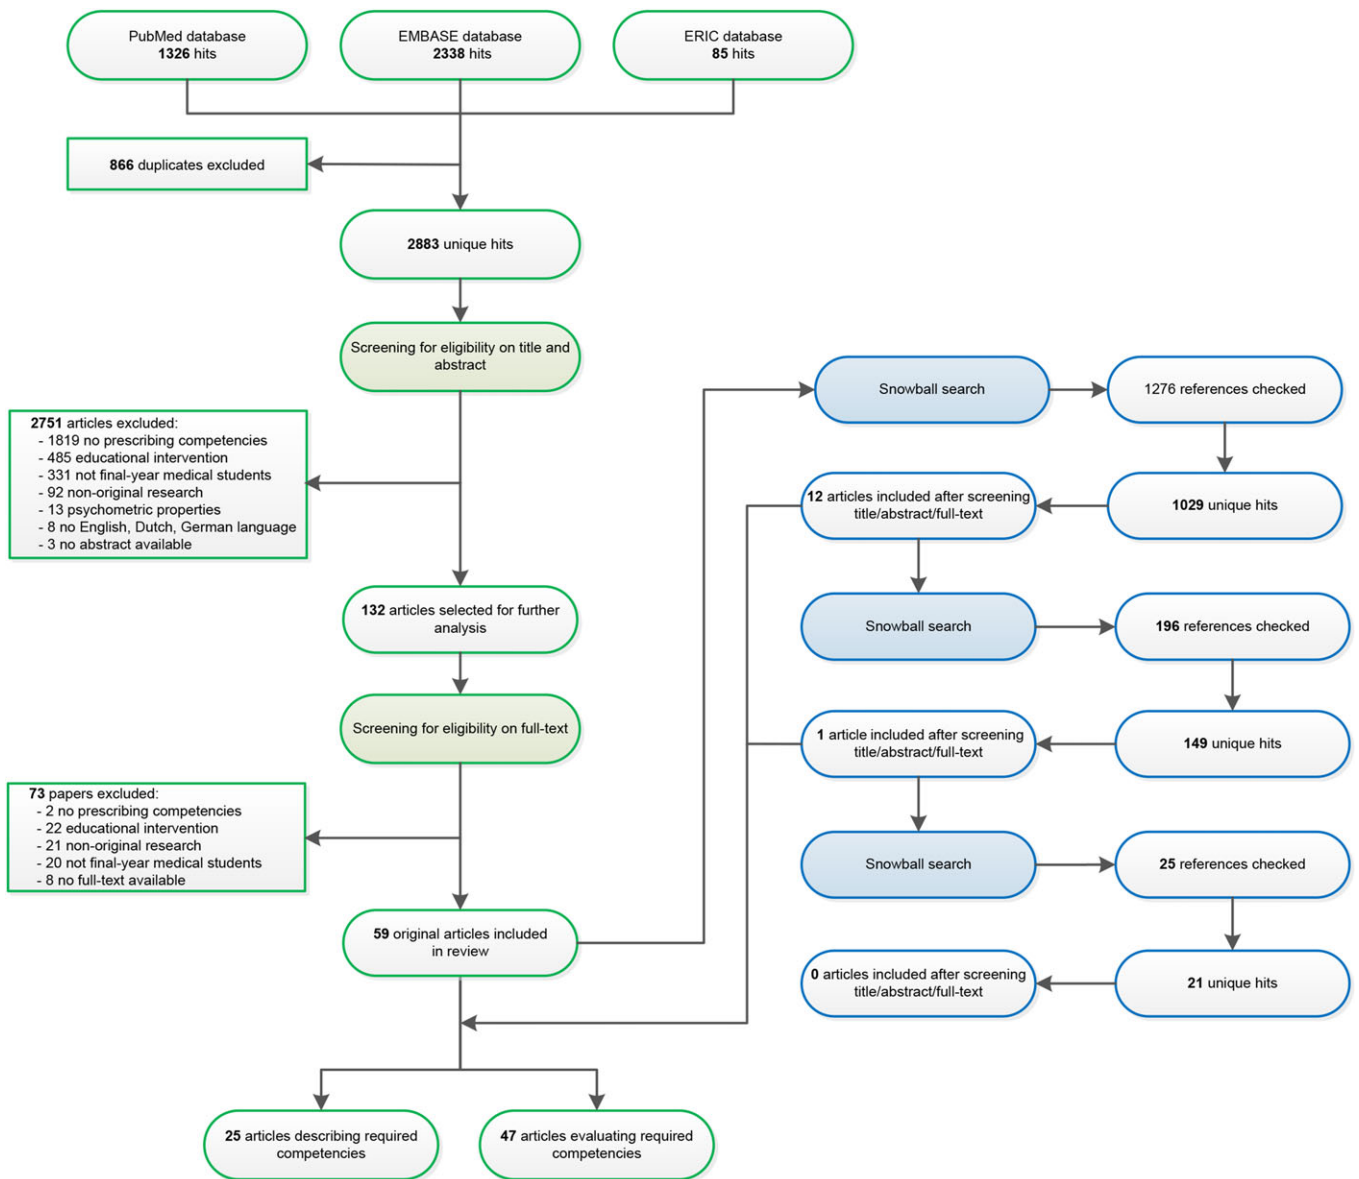 PubMed database
1326 hits
EMBASE database
2338 hits
ERIC database
85 hits
866 duplicates excluded
2883 unique hits
Screening for eligibility on title and
abstract
2751 articles excluded:
- 1819 no prescribing competencies
- 485 educational intervention
- 331 not final-year medical students
- 92 non-original research
- 13 psychometric properties
- 8 no English, Dutch, German language
- 3 no abstract available
132 articles selected for further
analysis
Screening for eligibility on full-text
73 papers excluded:
- 2 no prescribing competencies
- 22 educational intervention
- 21 non-original research
- 20 not final-year medical students
- 8 no full-text available
59 original articles included
in review
Snowball search
1276 references checked
1029 unique hits
12 articles included after screening
title/abstract/full-text
Snowball search
196 references checked
149 unique hits
1 article included after screening
title/abstract/full-text
Snowball search
25 references checked
21 unique hits
0 articles included after screening
title/abstract/full-text
25 articles describing required
competencies
47 articles evaluating required
competencies